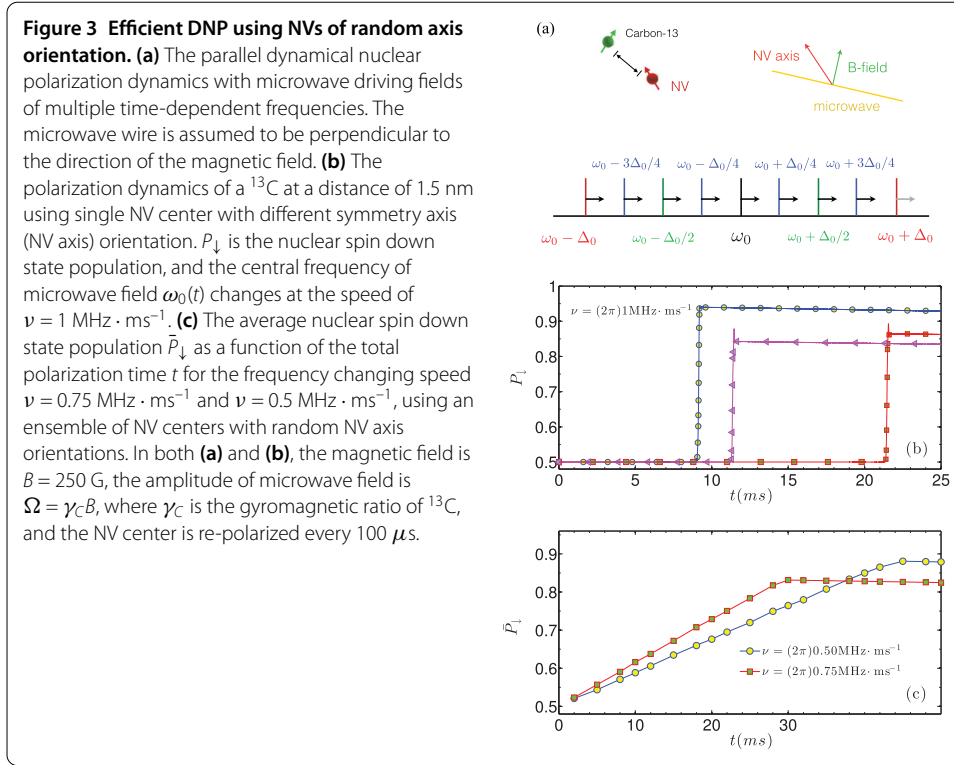 Figure 3 Efficient DNP using NVs of random axis
orientation. (a) The parallel dynamical nuclear
polarization dynamics with microwave driving fields
of multiple time-dependent frequencies. The
microwave wire is assumed to be perpendicular to
the direction of the magnetic field. (b) The
polarization dynamics of a ¹³C at a distance of 1.5 nm
using single NV center with different symmetry axis
(NV axis) orientation. P↓ is the nuclear spin down
state population, and the central frequency of
microwave field ω₀(t) changes at the speed of
ν = 1 MHz · ms⁻¹. (c) The average nuclear spin down
state population P̄↓ as a function of the total
polarization time t for the frequency changing speed
ν = 0.75 MHz · ms⁻¹ and ν = 0.5 MHz · ms⁻¹, using an
ensemble of NV centers with random NV axis
orientations. In both (a) and (b), the magnetic field is
B = 250 G, the amplitude of microwave field is
Ω = γCB, where γC is the gyromagnetic ratio of ¹³C,
and the NV center is re-polarized every 100 μs.
(a)
Carbon-13
NV
NV axis
B-field
microwave
ω₀ − 3Δ₀/4 ω₀ − Δ₀/4 ω₀ + Δ₀/4 ω₀ + 3Δ₀/4
ω₀ − Δ₀ ω₀ − Δ₀/2 ω₀ ω₀ + Δ₀/2 ω₀ + Δ₀
1
0.9
0.8
0.7
0.6
0.5
P↓
ν = (2π)1MHz· ms⁻¹
(b)
0 5 10 15 20 25
t(ms)
0.9
0.8
0.7
0.6
0.5
P̄↓
ν = (2π)0.50MHz· ms⁻¹
ν = (2π)0.75MHz· ms⁻¹
(c)
0 10 20 30
t(ms)